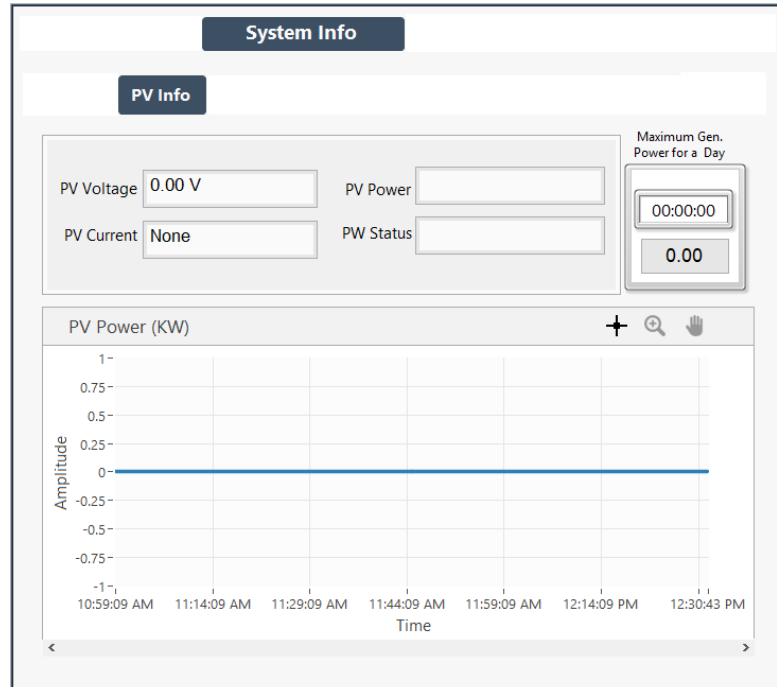 System Info
PV Info
Maximum Gen.
Power for a Day
PV Voltage 0.00 V PV Power
00:00:00
PV Current None PW Status
0.00
PV Power (KW)
1
0.75
0.5
0.25
0
-0.25
-0.5
-0.75
-1
Amplitude
10:59:09 AM 11:14:09 AM 11:29:09 AM 11:44:09 AM 11:59:09 AM 12:14:09 PM 12:30:43 PM
Time